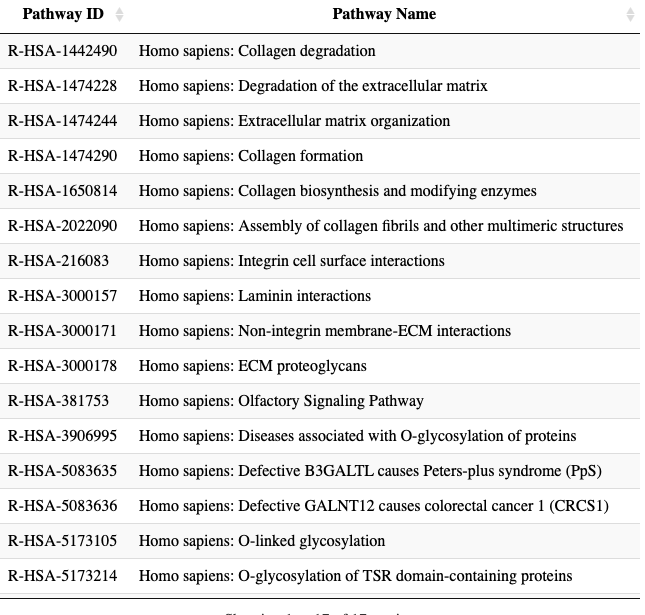 Pathway ID Pathway Name
R-HSA-1442490 Homo sapiens: Collagen degradation
R-HSA-1474228 Homo sapiens: Degradation of the extracellular matrix
R-HSA-1474244 Homo sapiens: Extracellular matrix organization
R-HSA-1474290 Homo sapiens: Collagen formation
R-HSA-1650814 Homo sapiens: Collagen biosynthesis and modifying enzymes
R-HSA-2022090 Homo sapiens: Assembly of collagen fibrils and other multimeric structures
R-HSA-216083 Homo sapiens: Integrin cell surface interactions
R-HSA-3000157 Homo sapiens: Laminin interactions
R-HSA-3000171 Homo sapiens: Non-integrin membrane-ECM interactions
R-HSA-3000178 Homo sapiens: ECM proteoglycans
R-HSA-381753 Homo sapiens: Olfactory Signaling Pathway
R-HSA-3906995 Homo sapiens: Diseases associated with O-glycosylation of proteins
R-HSA-5083635 Homo sapiens: Defective B3GALTL causes Peters-plus syndrome (PpS)
R-HSA-5083636 Homo sapiens: Defective GALNT12 causes colorectal cancer 1 (CRCS1)
R-HSA-5173105 Homo sapiens: O-linked glycosylation
R-HSA-5173214 Homo sapiens: O-glycosylation of TSR domain-containing proteins